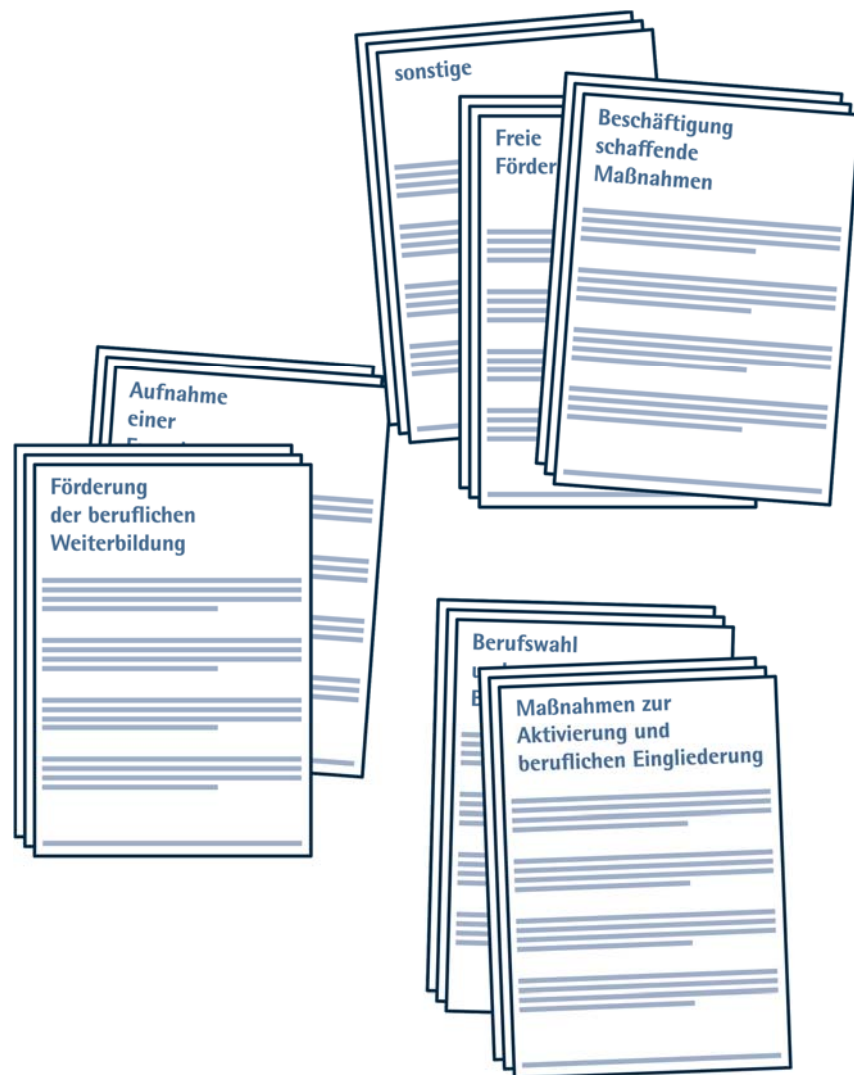 sonstige
Freie
Förder
Beschäftigung
schaffende
Maßnahmen
Aufnahme
einer
Förderung
der beruflichen
Weiterbildung
Berufswahl
Maßnahmen zur
Aktivierung und
beruflichen Eingliederung